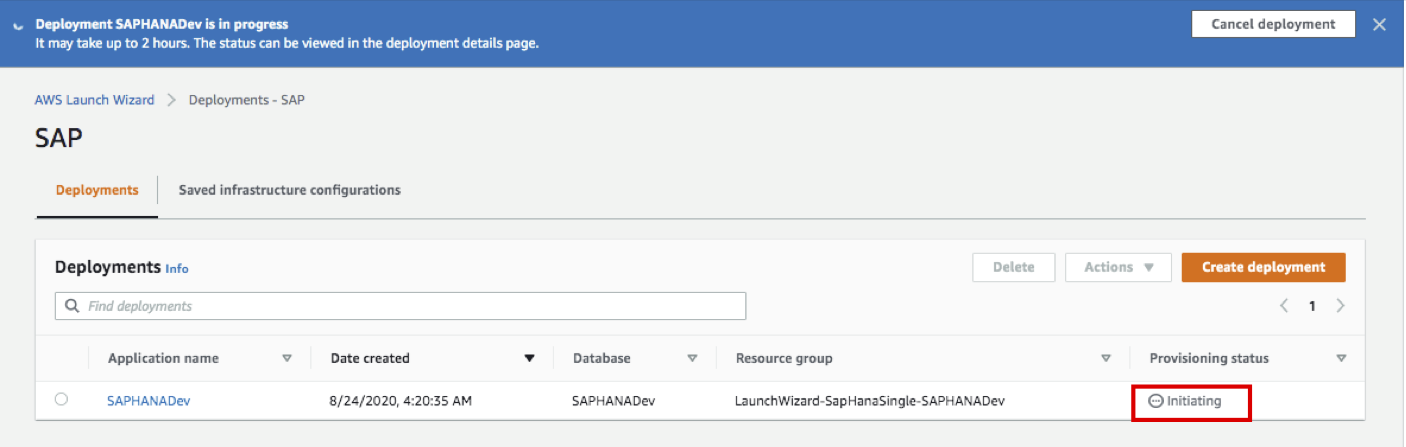 Deployment SAPHANADev is in progress
It may take up to 2 hours. The status can be viewed in the deployment details page.
Cancel deployment
AWS Launch Wizard
Deployments - SAP
SAP
Deployments
Saved infrastructure configurations
Deployments Info
Delete
Actions
Create deployment
Find deployments
1
Application name
Date created
Database
Resource group
Provisioning status
SAPHANADev
8/24/2020, 4:20:35 AM
SAPHANADev
LaunchWizard-SapHanaSingle-SAPHANADev
Initiating